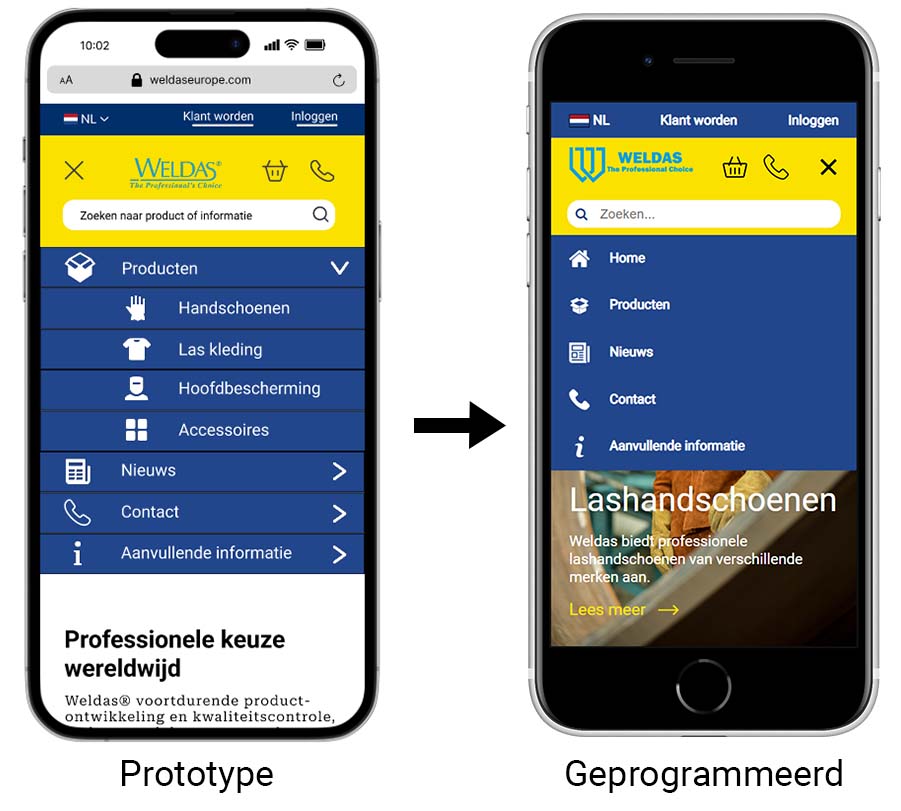 10:02
AA weldaseurope.com
NL Klant worden Inloggen
WELDAS®
The Professional's Choice
Zoeken naar product of informatie
Producten
Handschoenen
Las kleding
Hoofdbescherming
Accessoires
Nieuws
Contact
Aanvullende informatie
Professionele keuze
wereldwijd
Weldas® voortdurende product-
ontwikkeling en kwaliteitscontrole,
Prototype
NL Klant worden Inloggen
WELDAS
The Professional Choice
Zoeken...
Home
Producten
Nieuws
Contact
Aanvullende informatie
Lashandschoenen
Weldas biedt professionele
lashandschoenen van verschillende
merken aan.
Lees meer
Geprogrammeerd